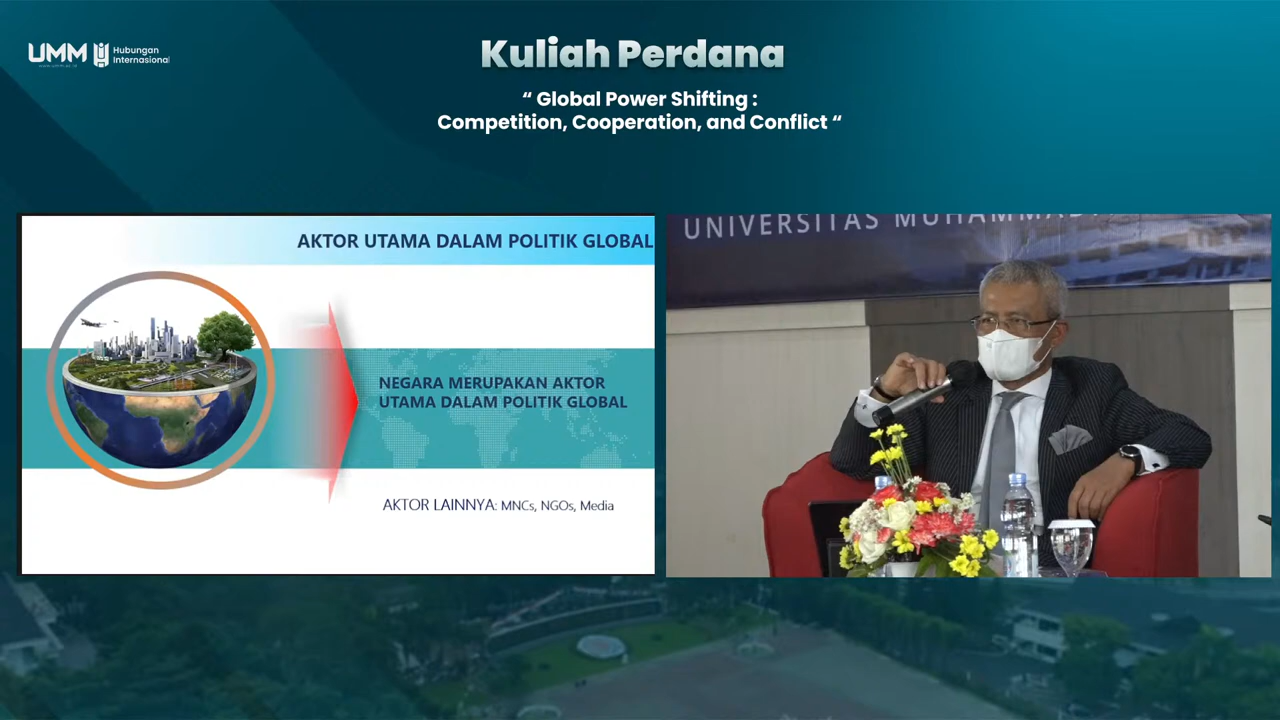 UMM
Hubungan
Internasional
Kuliah Perdana
“ Global Power Shifting :
Competition, Cooperation, and Conflict “
AKTOR UTAMA DALAM POLITIK GLOBAL
NEGARA MERUPAKAN AKTOR
UTAMA DALAM POLITIK GLOBAL
AKTOR LAINNYA: MNCs, NGOs, Media
UNIVERSITAS